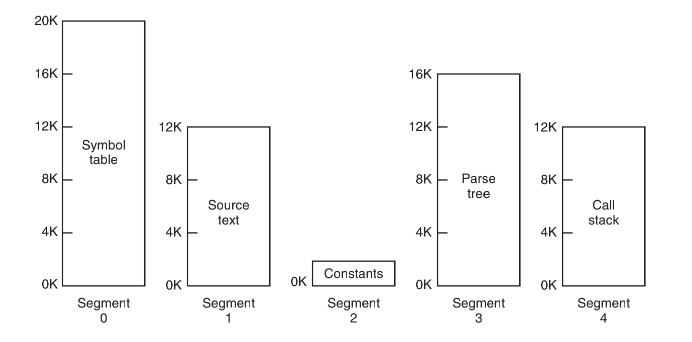 20K
16K
12K
8K
4K
0K
Symbol
table
Segment
0
12K
8K
4K
0K
Source
text
Segment
1
0K
Constants
Segment
2
16K
12K
8K
4K
0K
Parse
tree
Segment
3
12K
8K
4K
0K
Call
stack
Segment
4